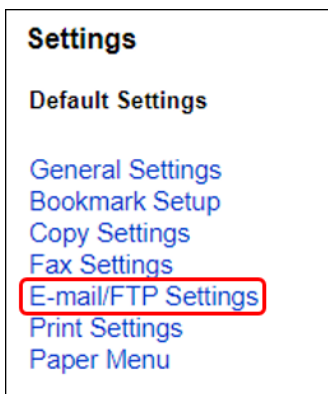 Settings
Default Settings
General Settings
Bookmark Setup
Copy Settings
Fax Settings
E-mail/FTP Settings
Print Settings
Paper Menu